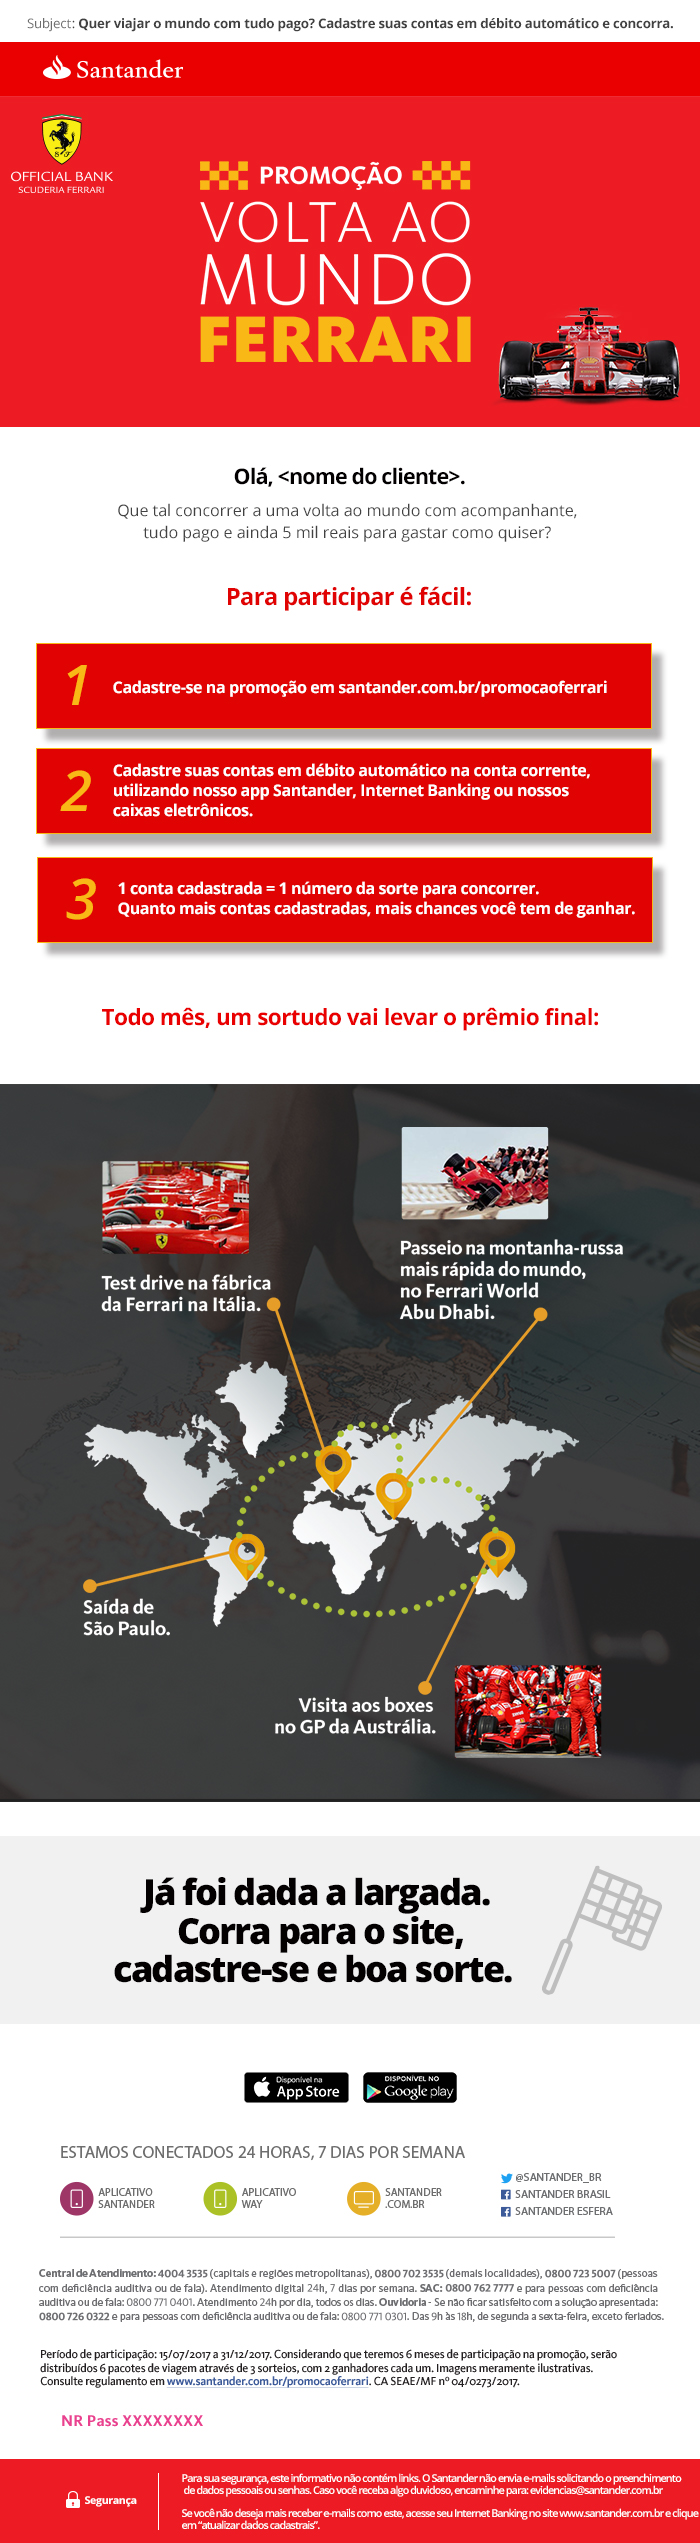 Subject: Quer viajar o mundo com tudo pago? Cadastre suas contas em débito automático e concorra.
Santander
OFFICIAL BANK
SCUDERIA FERRARI
PROMOÇÃO
VOLTA AO
MUNDO
FERRARI
Olá, <nome do cliente>.
Que tal concorrer a uma volta ao mundo com acompanhante,
tudo pago e ainda 5 mil reais para gastar como quiser?
Para participar é fácil:
1
Cadastre-se na promoção em santander.com.br/promocaoferrari
2
Cadastre suas contas em débito automático na conta corrente,
utilizando nosso app Santander, Internet Banking ou nossos
caixas eletrônicos.
3
1 conta cadastrada = 1 número da sorte para concorrer.
Quanto mais contas cadastradas, mais chances você tem de ganhar.
Todo mês, um sortudo vai levar o prêmio final:
Test drive na fábrica
da Ferrari na Itália.
Passeio na montanha-russa
mais rápida do mundo,
no Ferrari World
Abu Dhabi.
Saída de
São Paulo.
Visita aos boxes
no GP da Austrália.
Já foi dada a largada.
Corra para o site,
cadastre-se e boa sorte.
Disponível na
App Store
DISPONÍVEL NO
Google play
ESTAMOS CONECTADOS 24 HORAS, 7 DIAS POR SEMANA
APLICATIVO
SANTANDER
APLICATIVO
WAY
SANTANDER
.COM.BR
@SANTANDER_BR
SANTANDER BRASIL
SANTANDER ESFERA
Central de Atendimento: 4004 3535 (capitais e regiões metropolitanas), 0800 702 3535 (demais localidades), 0800 723 5007 (pessoas
com deficiência auditiva ou de fala). Atendimento digital 24h, 7 dias por semana. SAC: 0800 762 7777 e para pessoas com deficiência
auditiva ou de fala: 0800 771 0401. Atendimento 24h por dia, todos os dias. Ouvidoria - Se não ficar satisfeito com a solução apresentada:
0800 726 0322 e para pessoas com deficiência auditiva ou de fala: 0800 771 0301. Das 9h às 18h, de segunda a sexta-feira, exceto feriados.
Período de participação: 15/07/2017 a 31/12/2017. Considerando que teremos 6 meses de participação na promoção, serão
distribuídos 6 pacotes de viagem através de 3 sorteios, com 2 ganhadores cada um. Imagens meramente ilustrativas.
Consulte regulamento em www.santander.com.br/promocaoferrari. CA SEAE/MF nº 04/0273/2017.
NR Pass XXXXXXXX
Segurança
Para sua segurança, este informativo não contém links. O Santander não envia e-mails solicitando o preenchimento
de dados pessoais ou senhas. Caso você receba algo duvidoso, encaminhe para: evidencias@santander.com.br
Se você não deseja mais receber e-mails como este, acesse seu Internet Banking no site www.santander.com.br e clique
em "atualizar dados cadastrais".